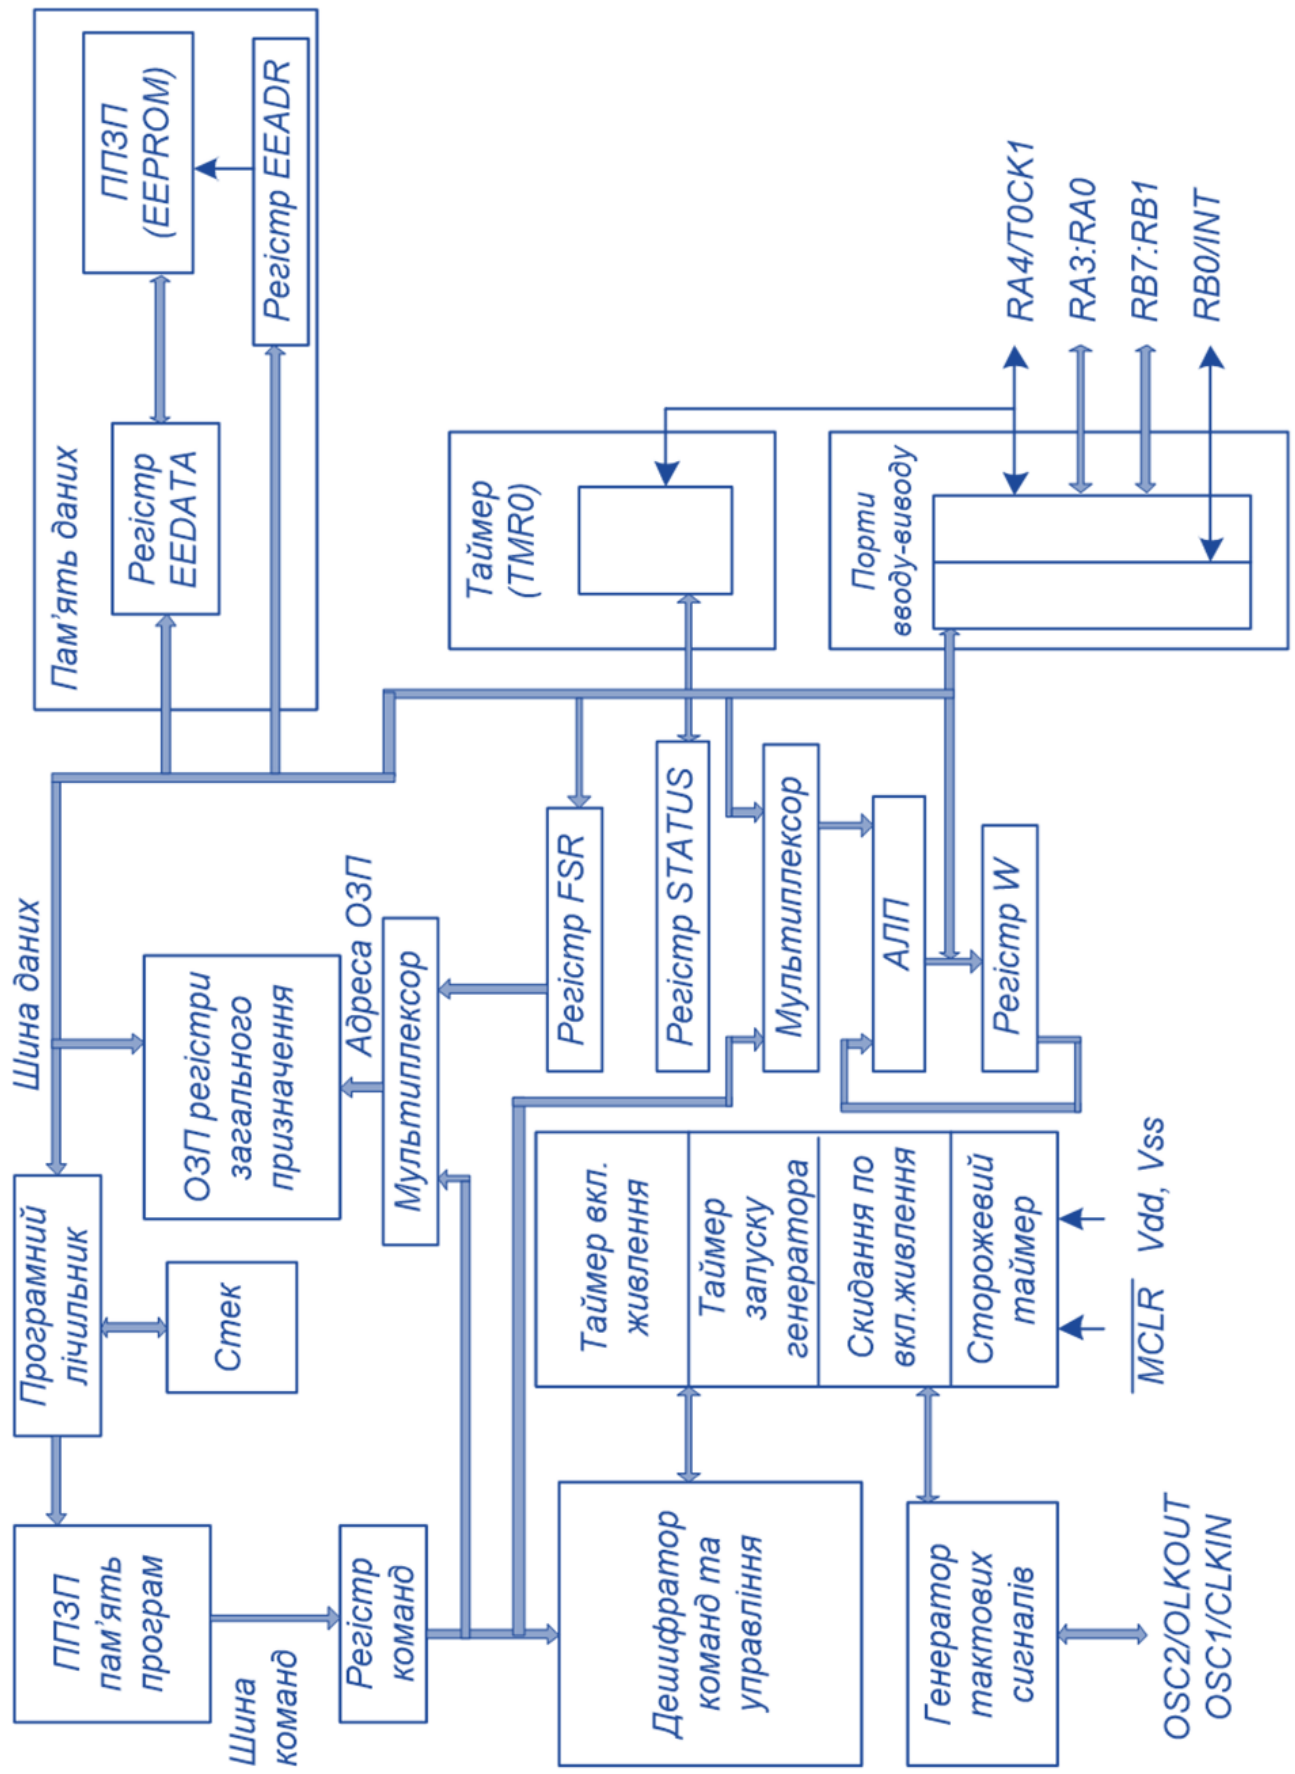 ППЗП
пам'ять
програм
Програмний
лічильник
Шина даних
Пам'ять даних
Регістр
EEDATA
ППЗП
(EEPROM)
Регістр EEADR
Шина
команд
Стек
ОЗП регістри
загального
призначення
Адреса ОЗП
Регістр
команд
Мультиплексор
Регістр FSR
Таймер
(TMR0)
Регістр STATUS
Мультиплексор
АЛП
Регістр W
Порти
вводу-виводу
RA4/T0CK1
RA3:RA0
RB7:RB1
RB0/INT
Дешифратор
команд та
управління
Таймер вкл.
живлення
Таймер
запуску
генератора
Скидання по
вкл.живлення
Сторожевий
таймер
Генератор
тактових
сигналів
MCLR
Vdd, Vss
OSC2/OLKOUT
OSC1/CLKIN